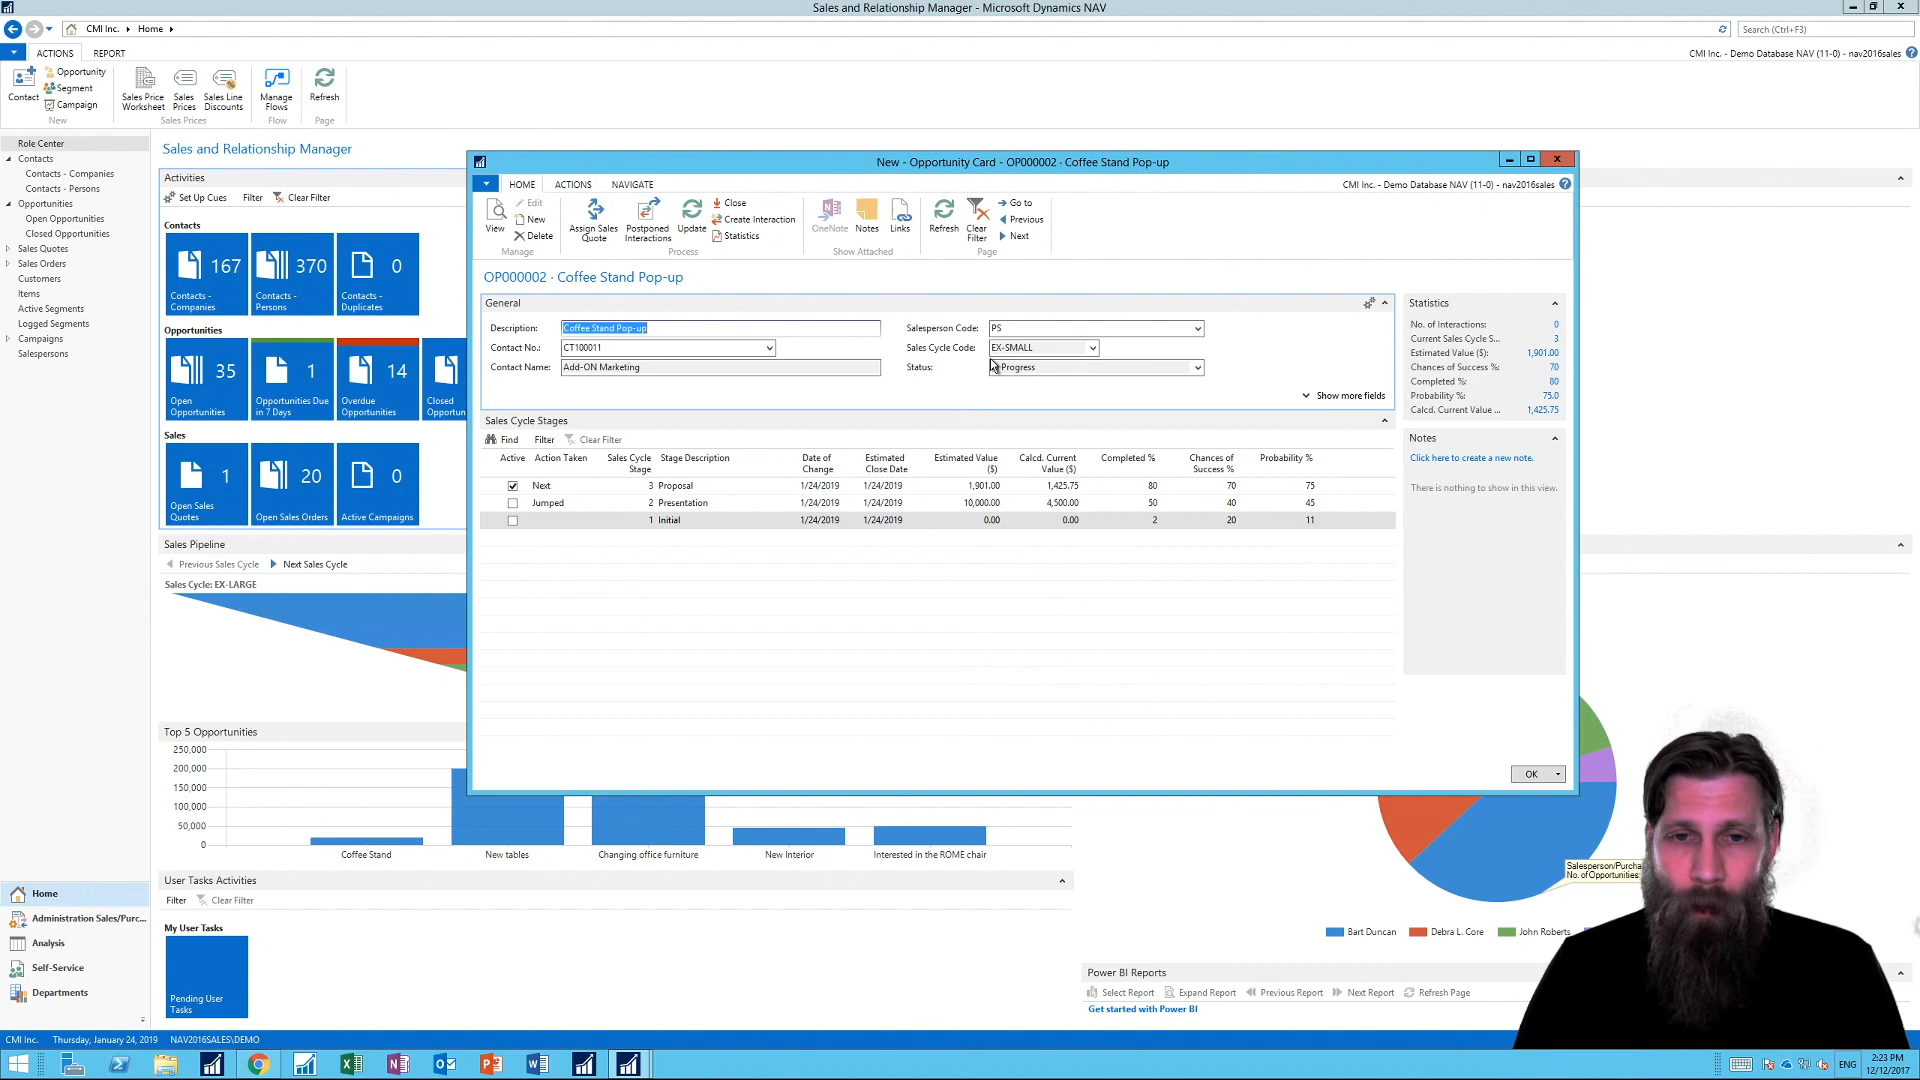 Sales and Relationship Manager - Microsoft Dynamics NAV
CMI Inc. Home
Search (Ctrl+F3)
ACTIONS REPORT
CMI Inc. - Demo Database NAV (11-0) - nav2016sales
Contact
Opportunity
Segment
Campaign
New
Sales Price Worksheet
Sales Prices
Sales Line Discounts
Sales Prices
Manage Flows
Flow
Refresh
Page
Role Center
Contacts
Contacts - Companies
Contacts - Persons
Opportunities
Open Opportunities
Closed Opportunities
Sales Quotes
Sales Orders
Customers
Items
Active Segments
Logged Segments
Campaigns
Salespersons
Home
Administration Sales/Purc...
Analysis
Self-Service
Departments
Sales and Relationship Manager
Activities
Set Up Cues Filter Clear Filter
Contacts
167
Contacts - Companies
370
Contacts - Persons
0
Contacts - Duplicates
Opportunities
35
Open Opportunities
1
Opportunities Due in 7 Days
14
Overdue Opportunities
Closed
Opportun
Sales
1
Open Sales Quotes
20
Open Sales Orders
0
Active Campaigns
Sales Pipeline
Previous Sales Cycle Next Sales Cycle
Sales Cycle: EX-LARGE
Top 5 Opportunities
250,000
200,000
150,000
100,000
50,000
0
Coffee Stand New tables Changing office furniture New Interior Interested in the ROME chair
User Tasks Activities
Filter Clear Filter
My User Tasks
Pending User Tasks
New - Opportunity Card - OP000002 · Coffee Stand Pop-up
HOME ACTIONS NAVIGATE
CMI Inc. - Demo Database NAV (11-0) - nav2016sales
View
Edit
New
Delete
Manage
Assign Sales Quote
Postponed Interactions
Update
Close
Create Interaction
Statistics
Process
OneNote
Notes
Links
Show Attached
Refresh
Clear Filter
Go to
Previous
Next
Page
OP000002 · Coffee Stand Pop-up
General
Description: Coffee Stand Pop-up
Contact No.: CT100011
Contact Name: Add-ON Marketing
Salesperson Code: PS
Sales Cycle Code: EX-SMALL
Status: Progress
Show more fields
Sales Cycle Stages
Find Filter Clear Filter
Active Action Taken Sales Cycle Stage Stage Description Date of Change Estimated Close Date Estimated Value ($) Calcd. Current Value ($) Completed % Chances of Success % Probability %
Next 3 Proposal 1/24/2019 1/24/2019 1,901.00 1,425.75 80 70 75
Jumped 2 Presentation 1/24/2019 1/24/2019 10,000.00 4,500.00 50 40 45
1 Initial 1/24/2019 1/24/2019 0.00 0.00 2 20 11
Statistics
No. of Interactions: 0
Current Sales Cycle S... 3
Estimated Value ($): 1,901.00
Chances of Success %: 70
Completed %: 80
Probability %: 75.0
Calcd. Current Value ... 1,425.75
Notes
Click here to create a new note.
There is nothing to show in this view.
OK
Salesperson/Purcha
No. of Opportunities:
Bart Duncan Debra L. Core John Roberts
Power BI Reports
Select Report Expand Report Previous Report Next Report Refresh Page
Get started with Power BI
CMI Inc. Thursday, January 24, 2019 NAV2016SALES\DEMO
ENG
2:23 PM
12/12/2017